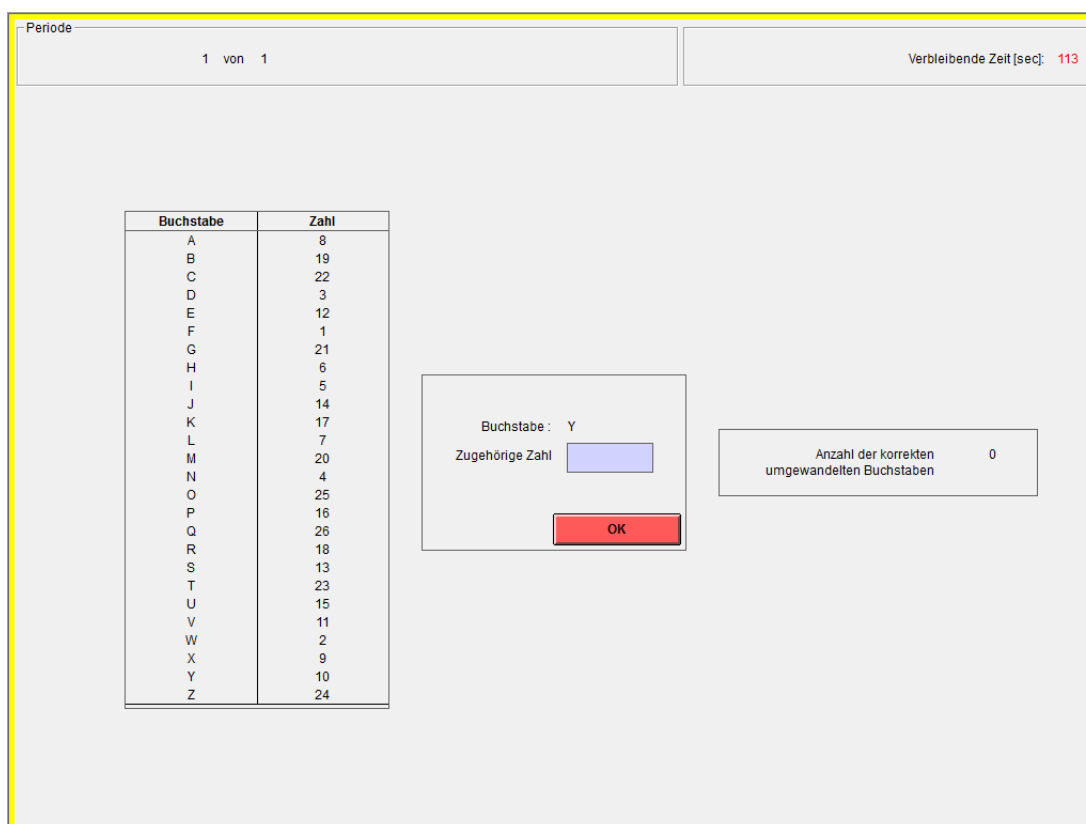 Periode
1 von 1
Verbleibende Zeit [sec]: 113
Buchstabe Zahl
A 8
B 19
C 22
D 3
E 12
F 1
G 21
H 6
I 5
J 14
K 17
L 7
M 20
N 4
O 25
P 16
Q 26
R 18
S 13
T 23
U 15
V 11
W 2
X 9
Y 10
Z 24
Buchstabe : Y
Zugehörige Zahl
OK
Anzahl der korrekten 0
umgewandelten Buchstaben